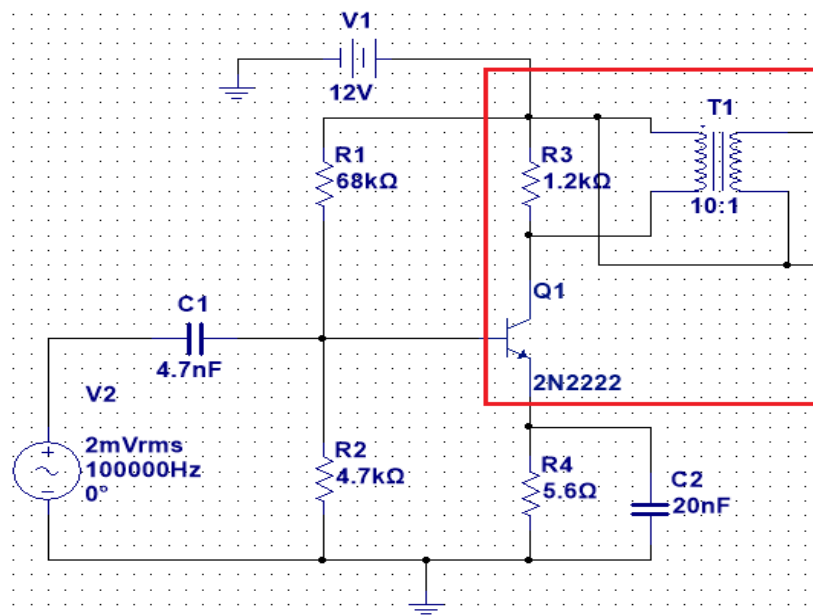 V1
12V
T1
10:1
R1
68kΩ
R3
1.2kΩ
Q1
2N2222
C1
4.7nF
V2
2mVrms
100000Hz
0°
R2
4.7kΩ
R4
5.6Ω
C2
20nF